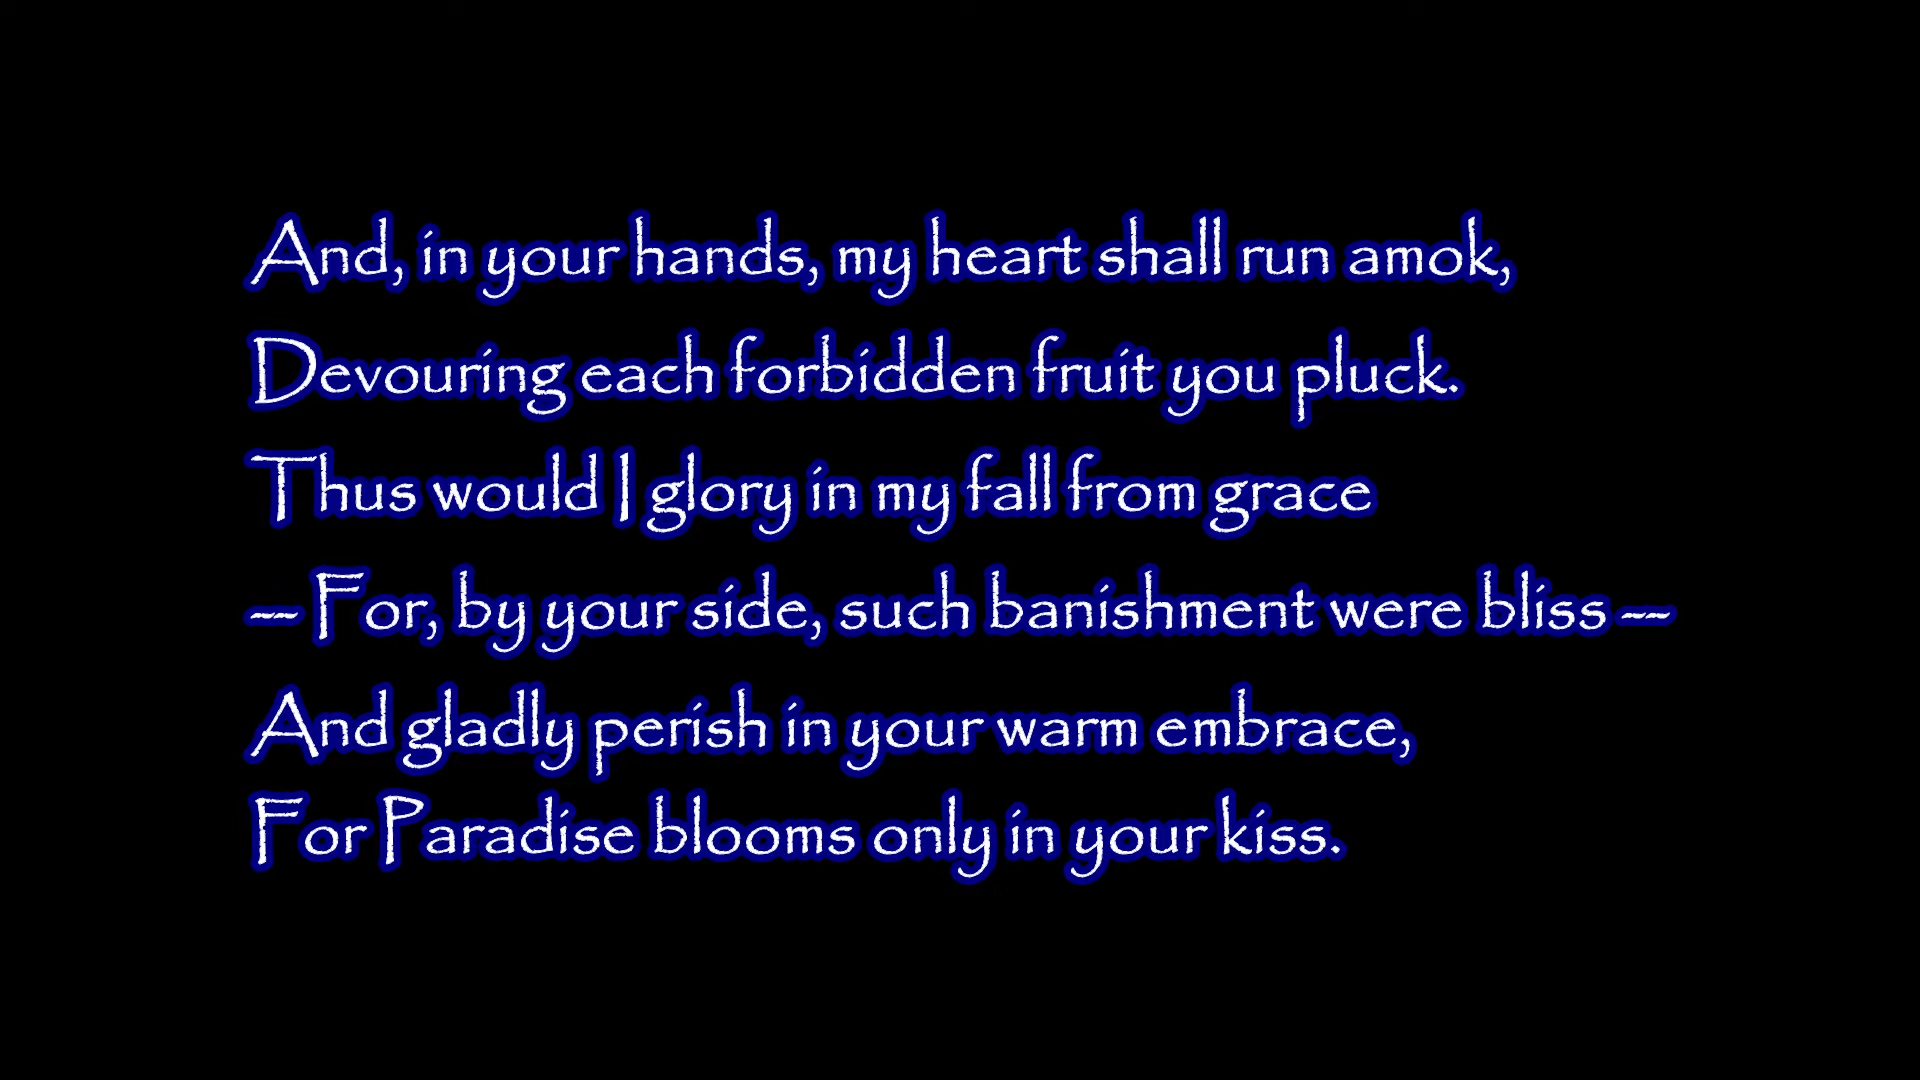 And, in your hands, my heart shall run amok,
Devouring each forbidden fruit you pluck.
Thus would I glory in my fall from grace
— For, by your side, such banishment were bliss —
And gladly perish in your warm embrace,
For Paradise blooms only in your kiss.